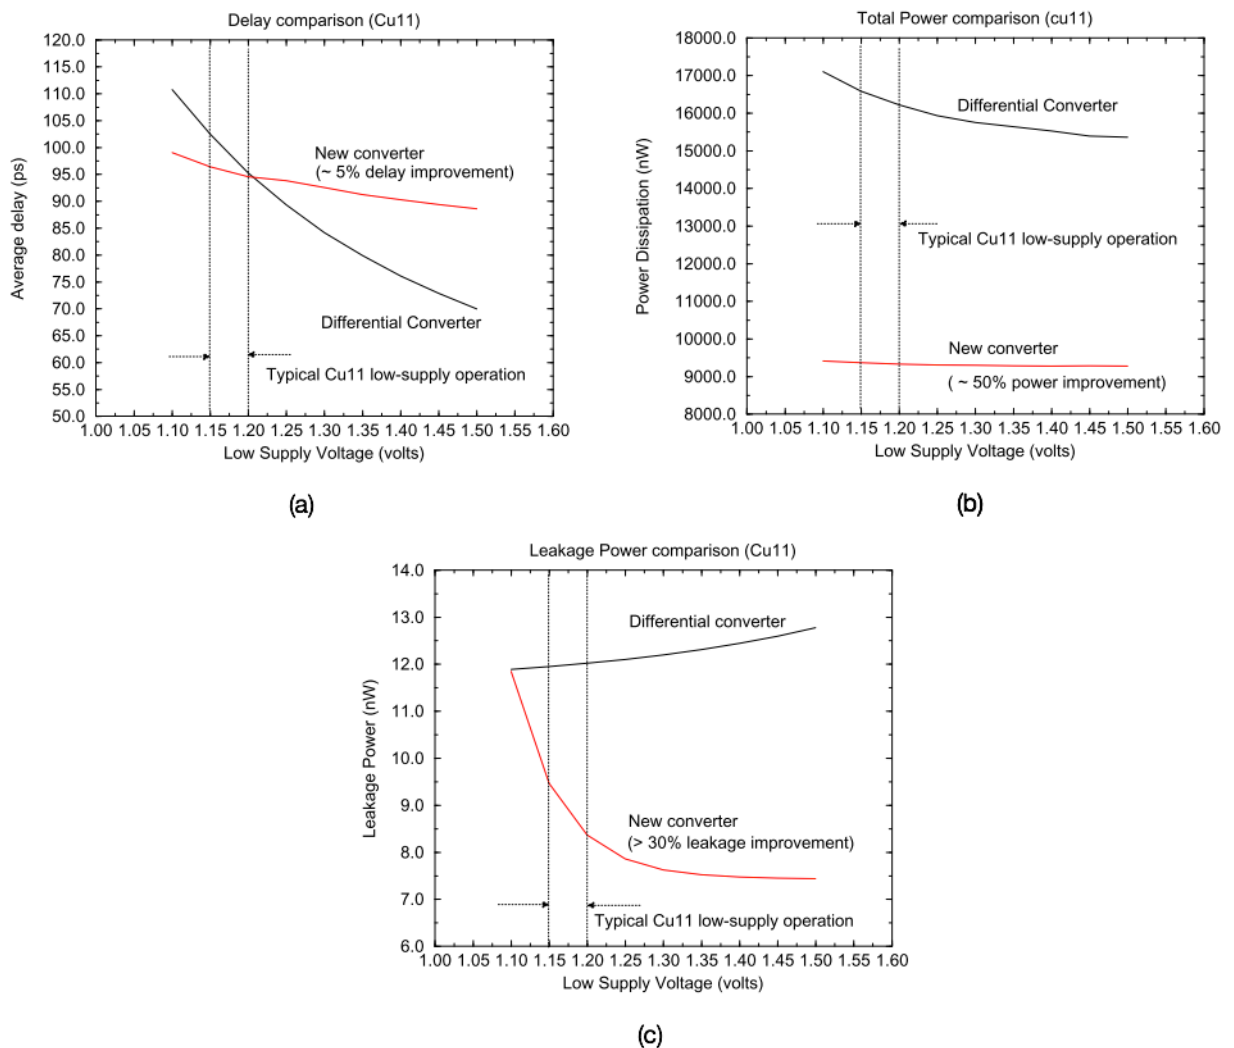 Delay comparison (Cu11)
120.0
115.0
110.0
105.0
100.0
95.0
90.0
85.0
80.0
75.0
70.0
65.0
60.0
55.0
50.0
Average delay (ps)
New converter
(~ 5% delay improvement)
Differential Converter
Typical Cu11 low-supply operation
1.00 1.05 1.10 1.15 1.20 1.25 1.30 1.35 1.40 1.45 1.50 1.55 1.60
Low Supply Voltage (volts)
(a)
Total Power comparison (cu11)
18000.0
17000.0
16000.0
15000.0
14000.0
13000.0
12000.0
11000.0
10000.0
9000.0
8000.0
Power Dissipation (nW)
Differential Converter
Typical Cu11 low-supply operation
New converter
( ~ 50% power improvement)
1.00 1.05 1.10 1.15 1.20 1.25 1.30 1.35 1.40 1.45 1.50 1.55 1.60
Low Supply Voltage (volts)
(b)
Leakage Power comparison (Cu11)
14.0
13.0
12.0
11.0
10.0
9.0
8.0
7.0
6.0
Leakage Power (nW)
Differential converter
New converter
(> 30% leakage improvement)
Typical Cu11 low-supply operation
1.00 1.05 1.10 1.15 1.20 1.25 1.30 1.35 1.40 1.45 1.50 1.55 1.60
Low Supply Voltage (volts)
(c)